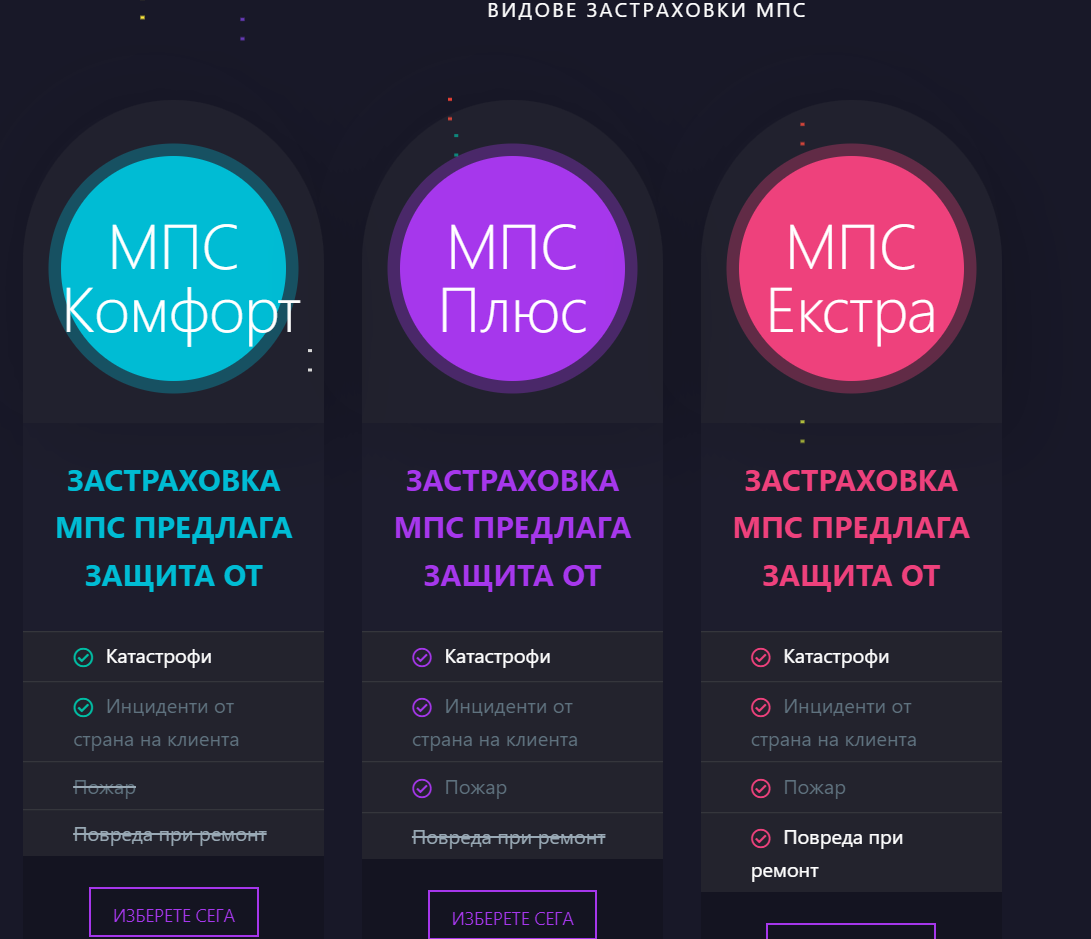 ВИДОВЕ ЗАСТРАХОВКИ МПС
МПС
Комфорт
ЗАСТРАХОВКА
МПС ПРЕДЛАГА
ЗАЩИТА ОТ
Катастрофи
Инциденти от
страна на клиента
Пожар
Повреда при ремонт
ИЗБЕРЕТЕ СЕГА
МПС
Плюс
ЗАСТРАХОВКА
МПС ПРЕДЛАГА
ЗАЩИТА ОТ
Катастрофи
Инциденти от
страна на клиента
Пожар
Повреда при ремонт
ИЗБЕРЕТЕ СЕГА
МПС
Екстра
ЗАСТРАХОВКА
МПС ПРЕДЛАГА
ЗАЩИТА ОТ
Катастрофи
Инциденти от
страна на клиента
Пожар
Повреда при
ремонт